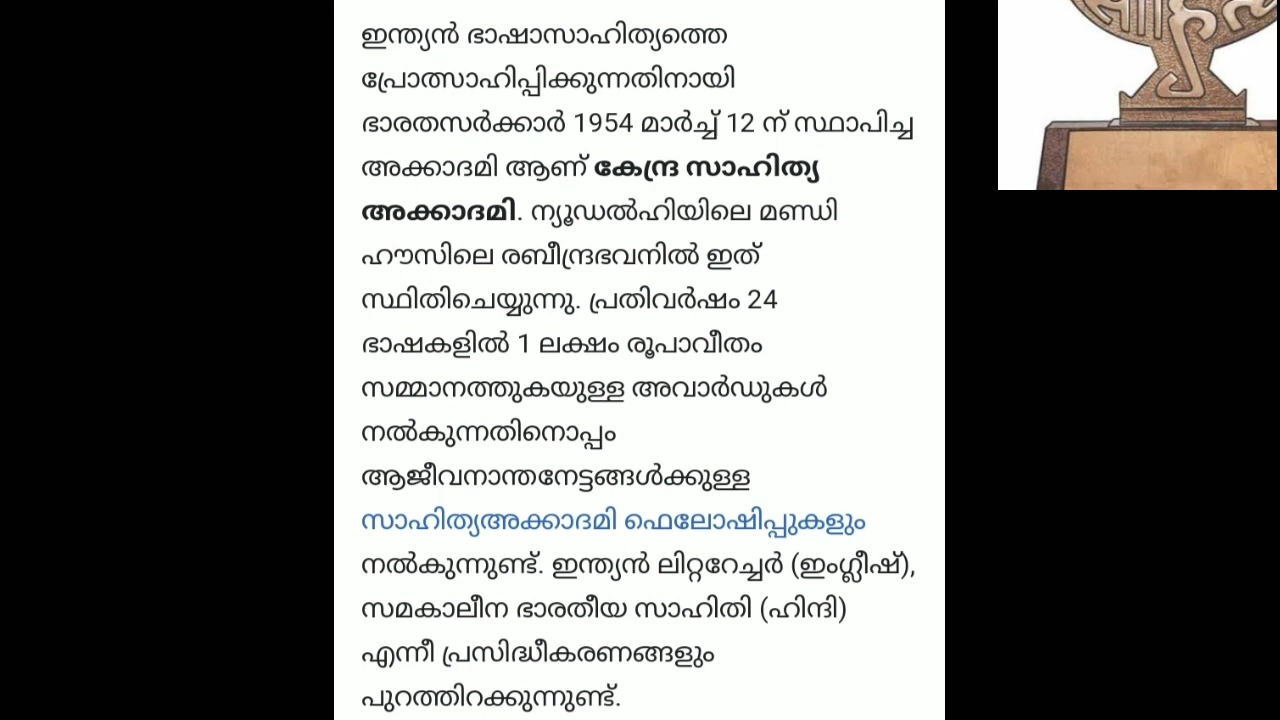 ഇന്ത്യൻ ഭാഷാസാഹിത്യത്തെ
പ്രോത്സാഹിപ്പിക്കുന്നതിനായി
ഭാരതസർക്കാർ 1954 മാർച്ച് 12 ന് സ്ഥാപിച്ച
അക്കാദമി ആണ് കേന്ദ്ര സാഹിത്യ
അക്കാദമി. ന്യൂഡൽഹിയിലെ മണ്ഡി
ഹൗസിലെ രബീന്ദ്രഭവനിൽ ഇത്
സ്ഥിതിചെയ്യുന്നു. പ്രതിവർഷം 24
ഭാഷകളിൽ 1 ലക്ഷം രൂപാവീതം
സമ്മാനത്തുകയുള്ള അവാർഡുകൾ
നൽകുന്നതിനൊപ്പം
ആജീവനാന്തനേട്ടങ്ങൾക്കുള്ള
സാഹിത്യഅക്കാദമി ഫെലോഷിപ്പുകളും
നൽകുന്നുണ്ട്. ഇന്ത്യൻ ലിറ്ററേച്ചർ (ഇംഗ്ലീഷ്),
സമകാലീന ഭാരതീയ സാഹിതി (ഹിന്ദി)
എന്നീ പ്രസിദ്ധീകരണങ്ങളും
പുറത്തിറക്കുന്നുണ്ട്.